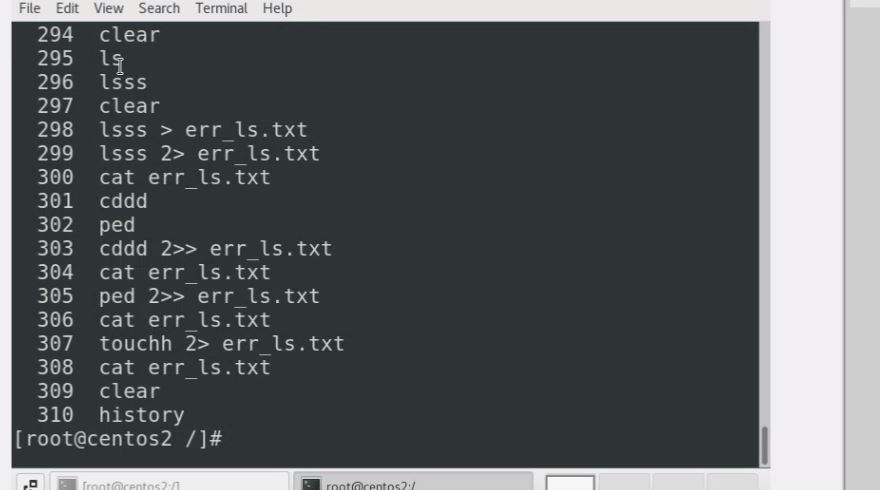 File Edit View Search Terminal Help
294 clear
295 ls
296 lsss
297 clear
298 lsss > err_ls.txt
299 lsss 2> err_ls.txt
300 cat err_ls.txt
301 cddd
302 ped
303 cddd 2>> err_ls.txt
304 cat err_ls.txt
305 ped 2>> err_ls.txt
306 cat err_ls.txt
307 touchh 2> err_ls.txt
308 cat err_ls.txt
309 clear
310 history
[root@centos2 /]#
[root@centos2:/] root@centos2:/